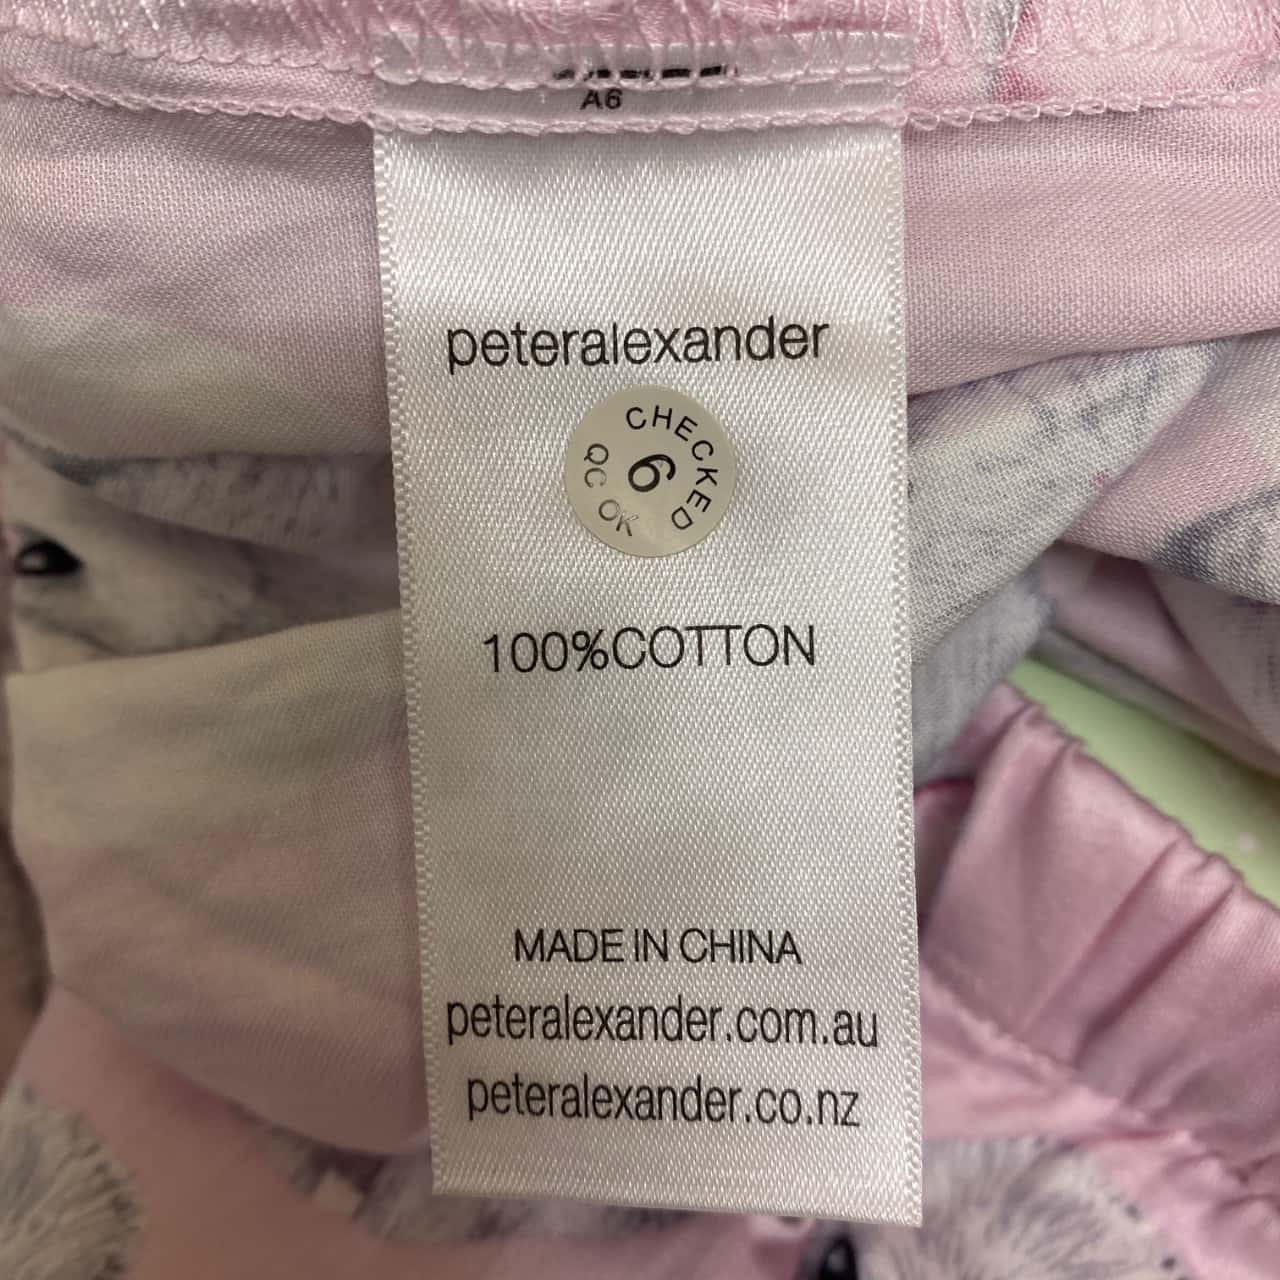 A6
peteralexander
CHECKED
6
QC OK
100%COTTON
MADE IN CHINA
peteralexander.com.au
peteralexander.co.nz